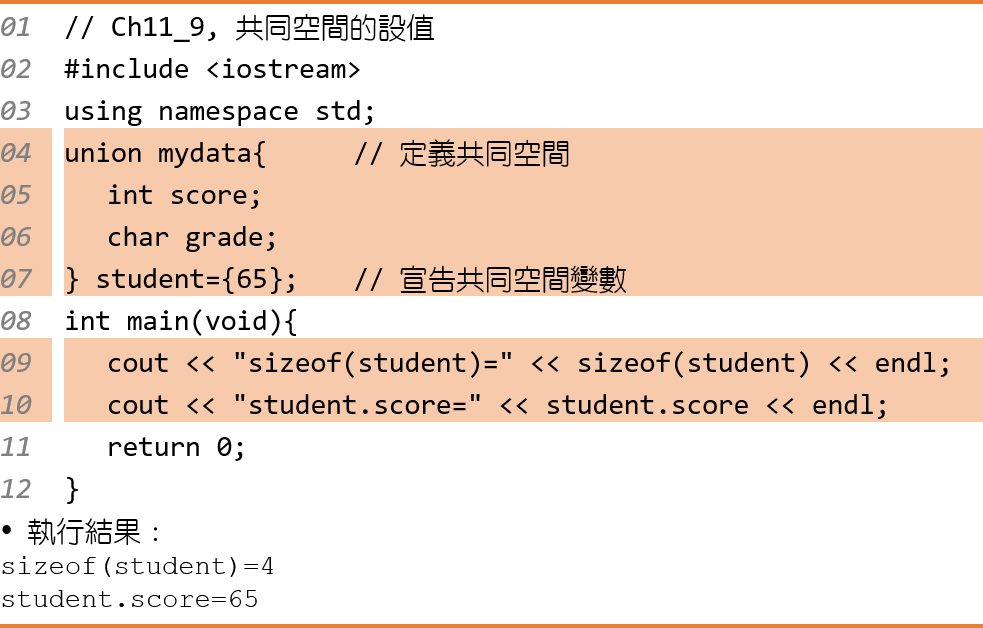 01 // Ch11_9, 共同空間的設值
02 #include <iostream>
03 using namespace std;
04 union mydata{ // 定義共同空間
05 int score;
06 char grade;
07 } student={65}; // 宣告共同空間變數
08 int main(void){
09 cout << "sizeof(student)=" << sizeof(student) << endl;
10 cout << "student.score=" << student.score << endl;
11 return 0;
12 }
• 執行結果：
sizeof(student)=4
student.score=65